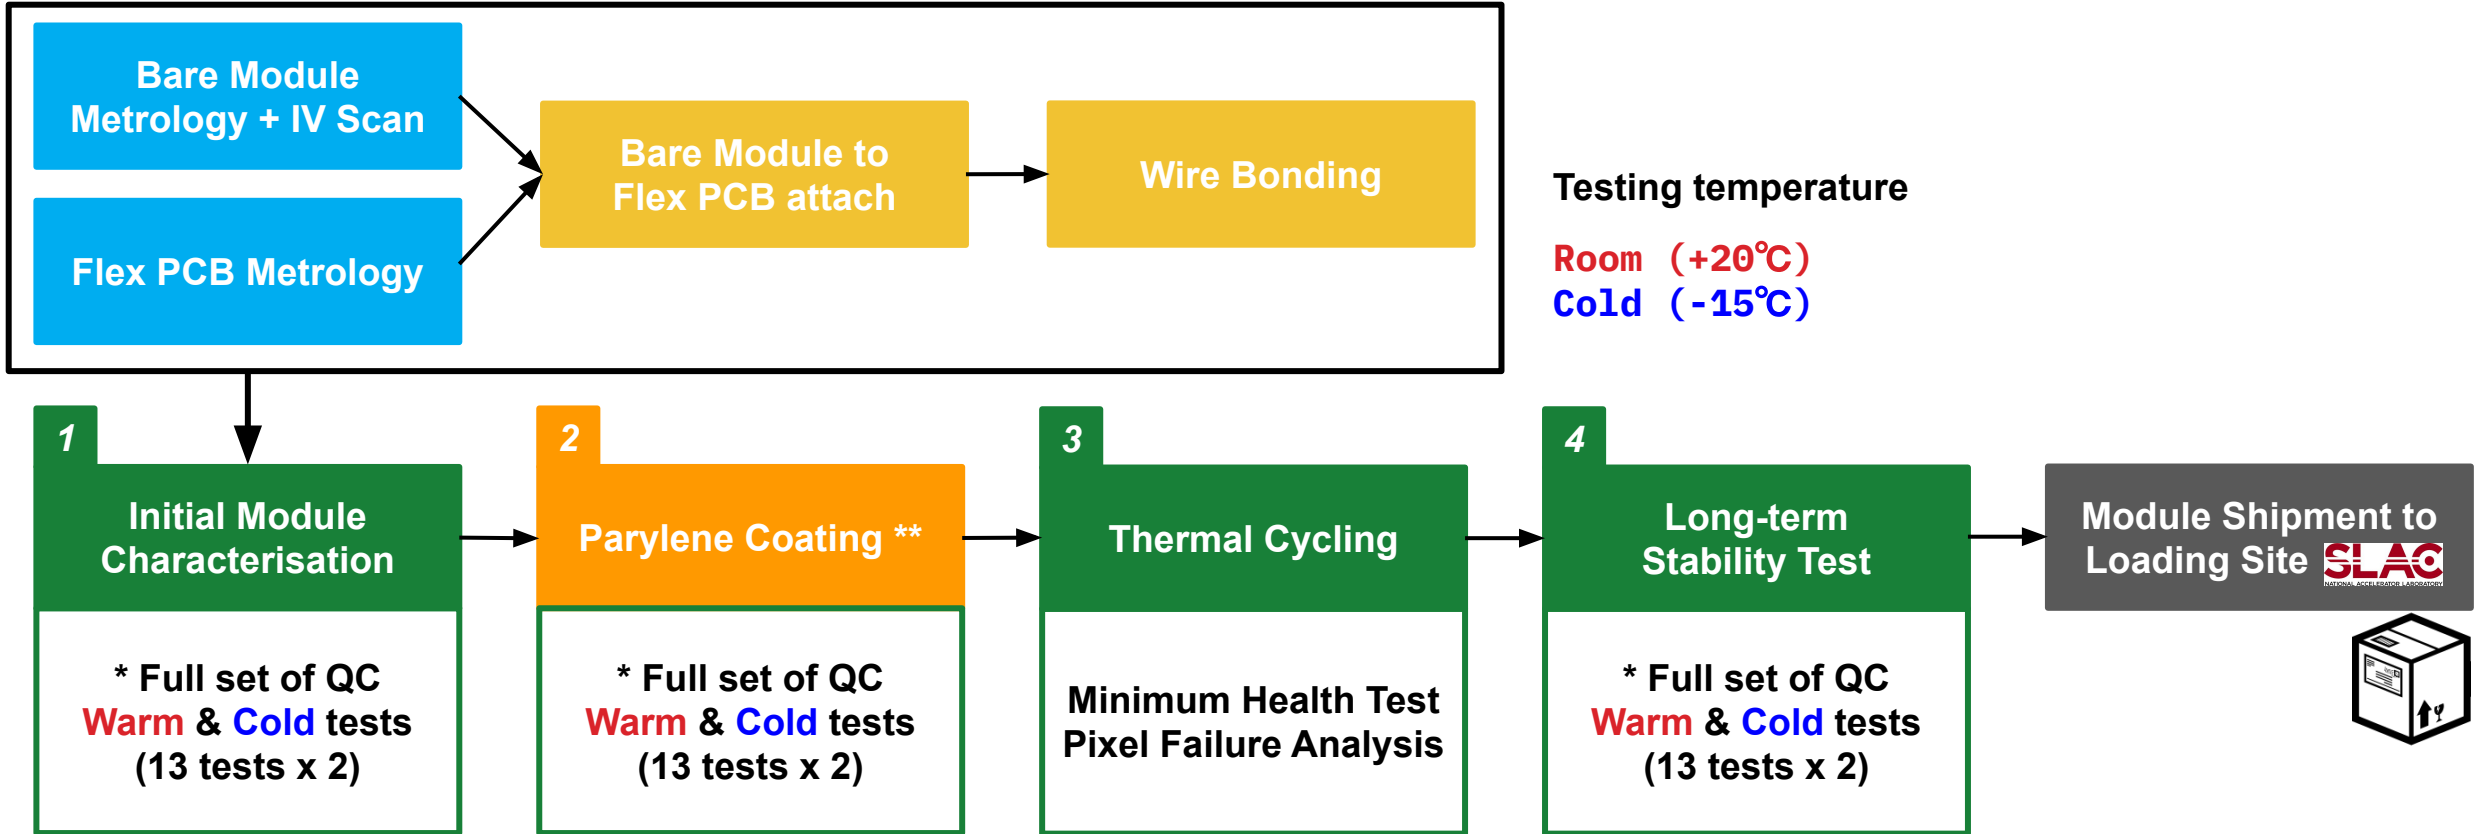 Bare Module
Metrology + IV Scan
Flex PCB Metrology
Bare Module to
Flex PCB attach
Wire Bonding
Testing temperature
Room (+20℃)
Cold (-15℃)
1
Initial Module
Characterisation
* Full set of QC
Warm & Cold tests
(13 tests x 2)
2
Parylene Coating **
* Full set of QC
Warm & Cold tests
(13 tests x 2)
3
Thermal Cycling
Minimum Health Test
Pixel Failure Analysis
4
Long-term
Stability Test
* Full set of QC
Warm & Cold tests
(13 tests x 2)
Module Shipment to
Loading Site SLAC
NATIONAL ACCELERATOR LABORATORY